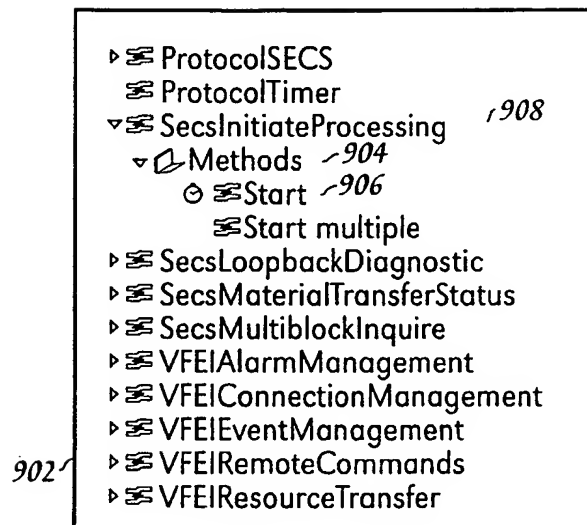 ProtocolSECS
ProtocolTimer
SecsInitiateProcessing 908
Methods 904
Start 906
Start multiple
SecsLoopbackDiagnostic
SecsMaterialTransferStatus
SecsMultiblockInquire
VFEIAlarmManagement
VFEIConnectionManagement
VFEIEventManagement
902 VFEIRemoteCommands
VFEIResourceTransfer